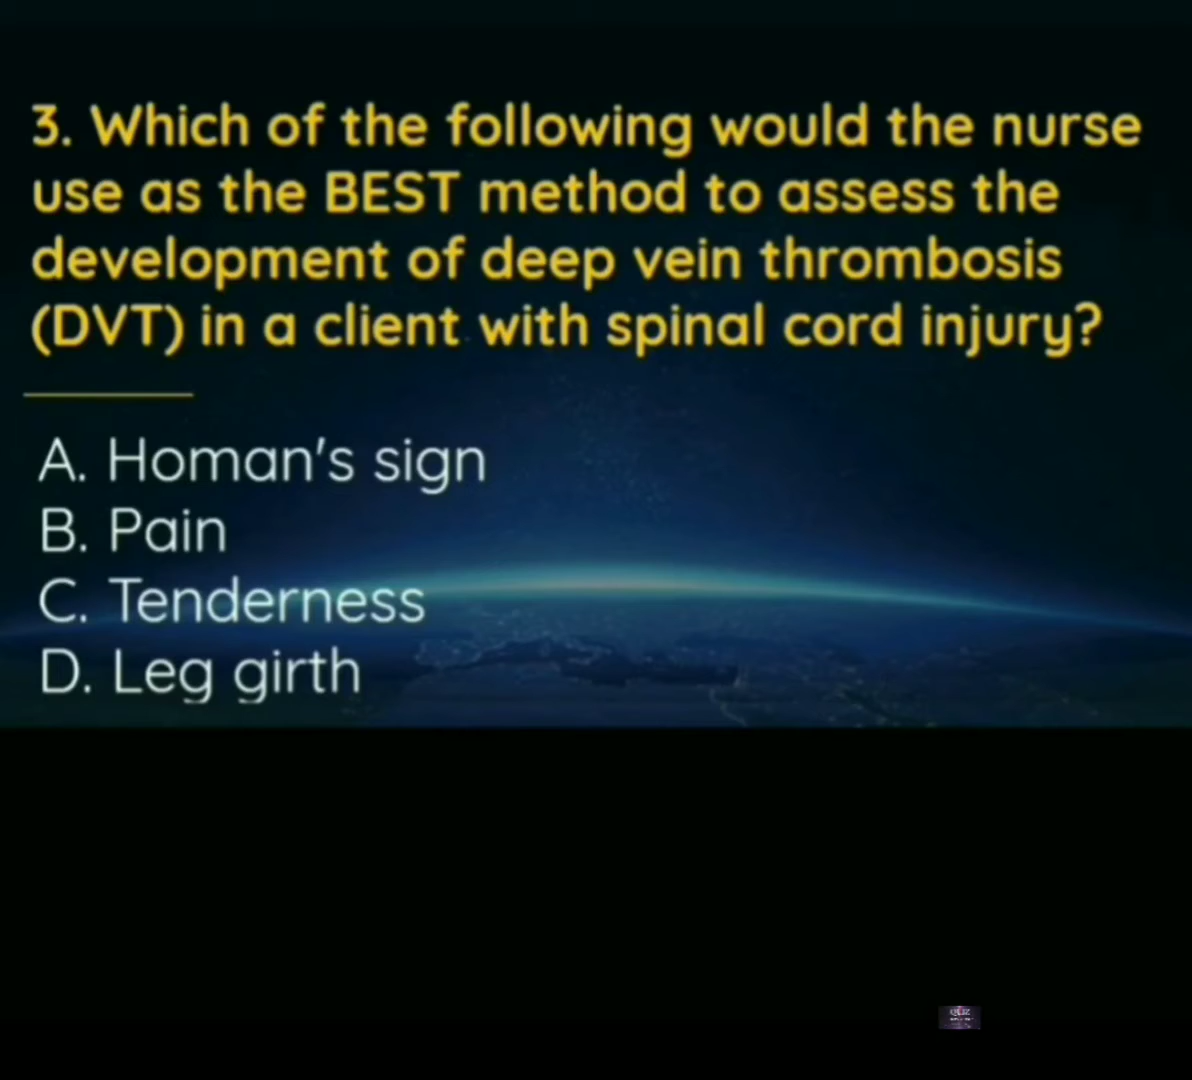 3. Which of the following would the nurse
use as the BEST method to assess the
development of deep vein thrombosis
(DVT) in a client with spinal cord injury?
A. Homan's sign
B. Pain
C. Tenderness
D. Leg girth
QUIZ